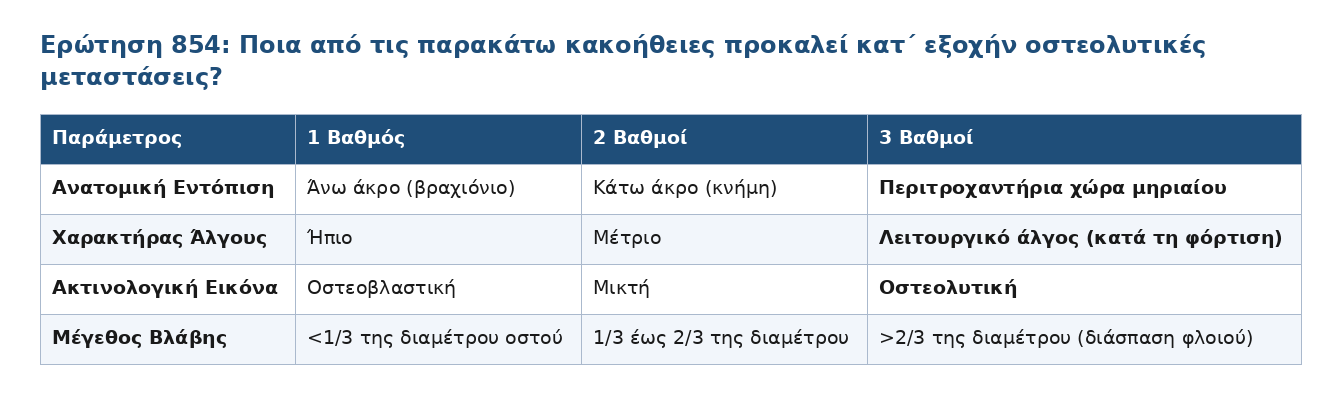 Ερώτηση 854: Ποια από τις παρακάτω κακοήθειες προκαλεί κατ΄ εξοχήν οστεολυτικές
μεταστάσεις?
Παράμετρος 1 Βαθμός 2 Βαθμοί 3 Βαθμοί
Ανατομική Εντόπιση Άνω άκρο (βραχιόνιο) Κάτω άκρο (κνήμη) Περιτροχαντήρια χώρα μηριαίου
Χαρακτήρας Άλγους Ήπιο Μέτριο Λειτουργικό άλγος (κατά τη φόρτιση)
Ακτινολογική Εικόνα Οστεοβλαστική Μικτή Οστεολυτική
Μέγεθος Βλάβης <1/3 της διαμέτρου οστού 1/3 έως 2/3 της διαμέτρου >2/3 της διαμέτρου (διάσπαση φλοιού)